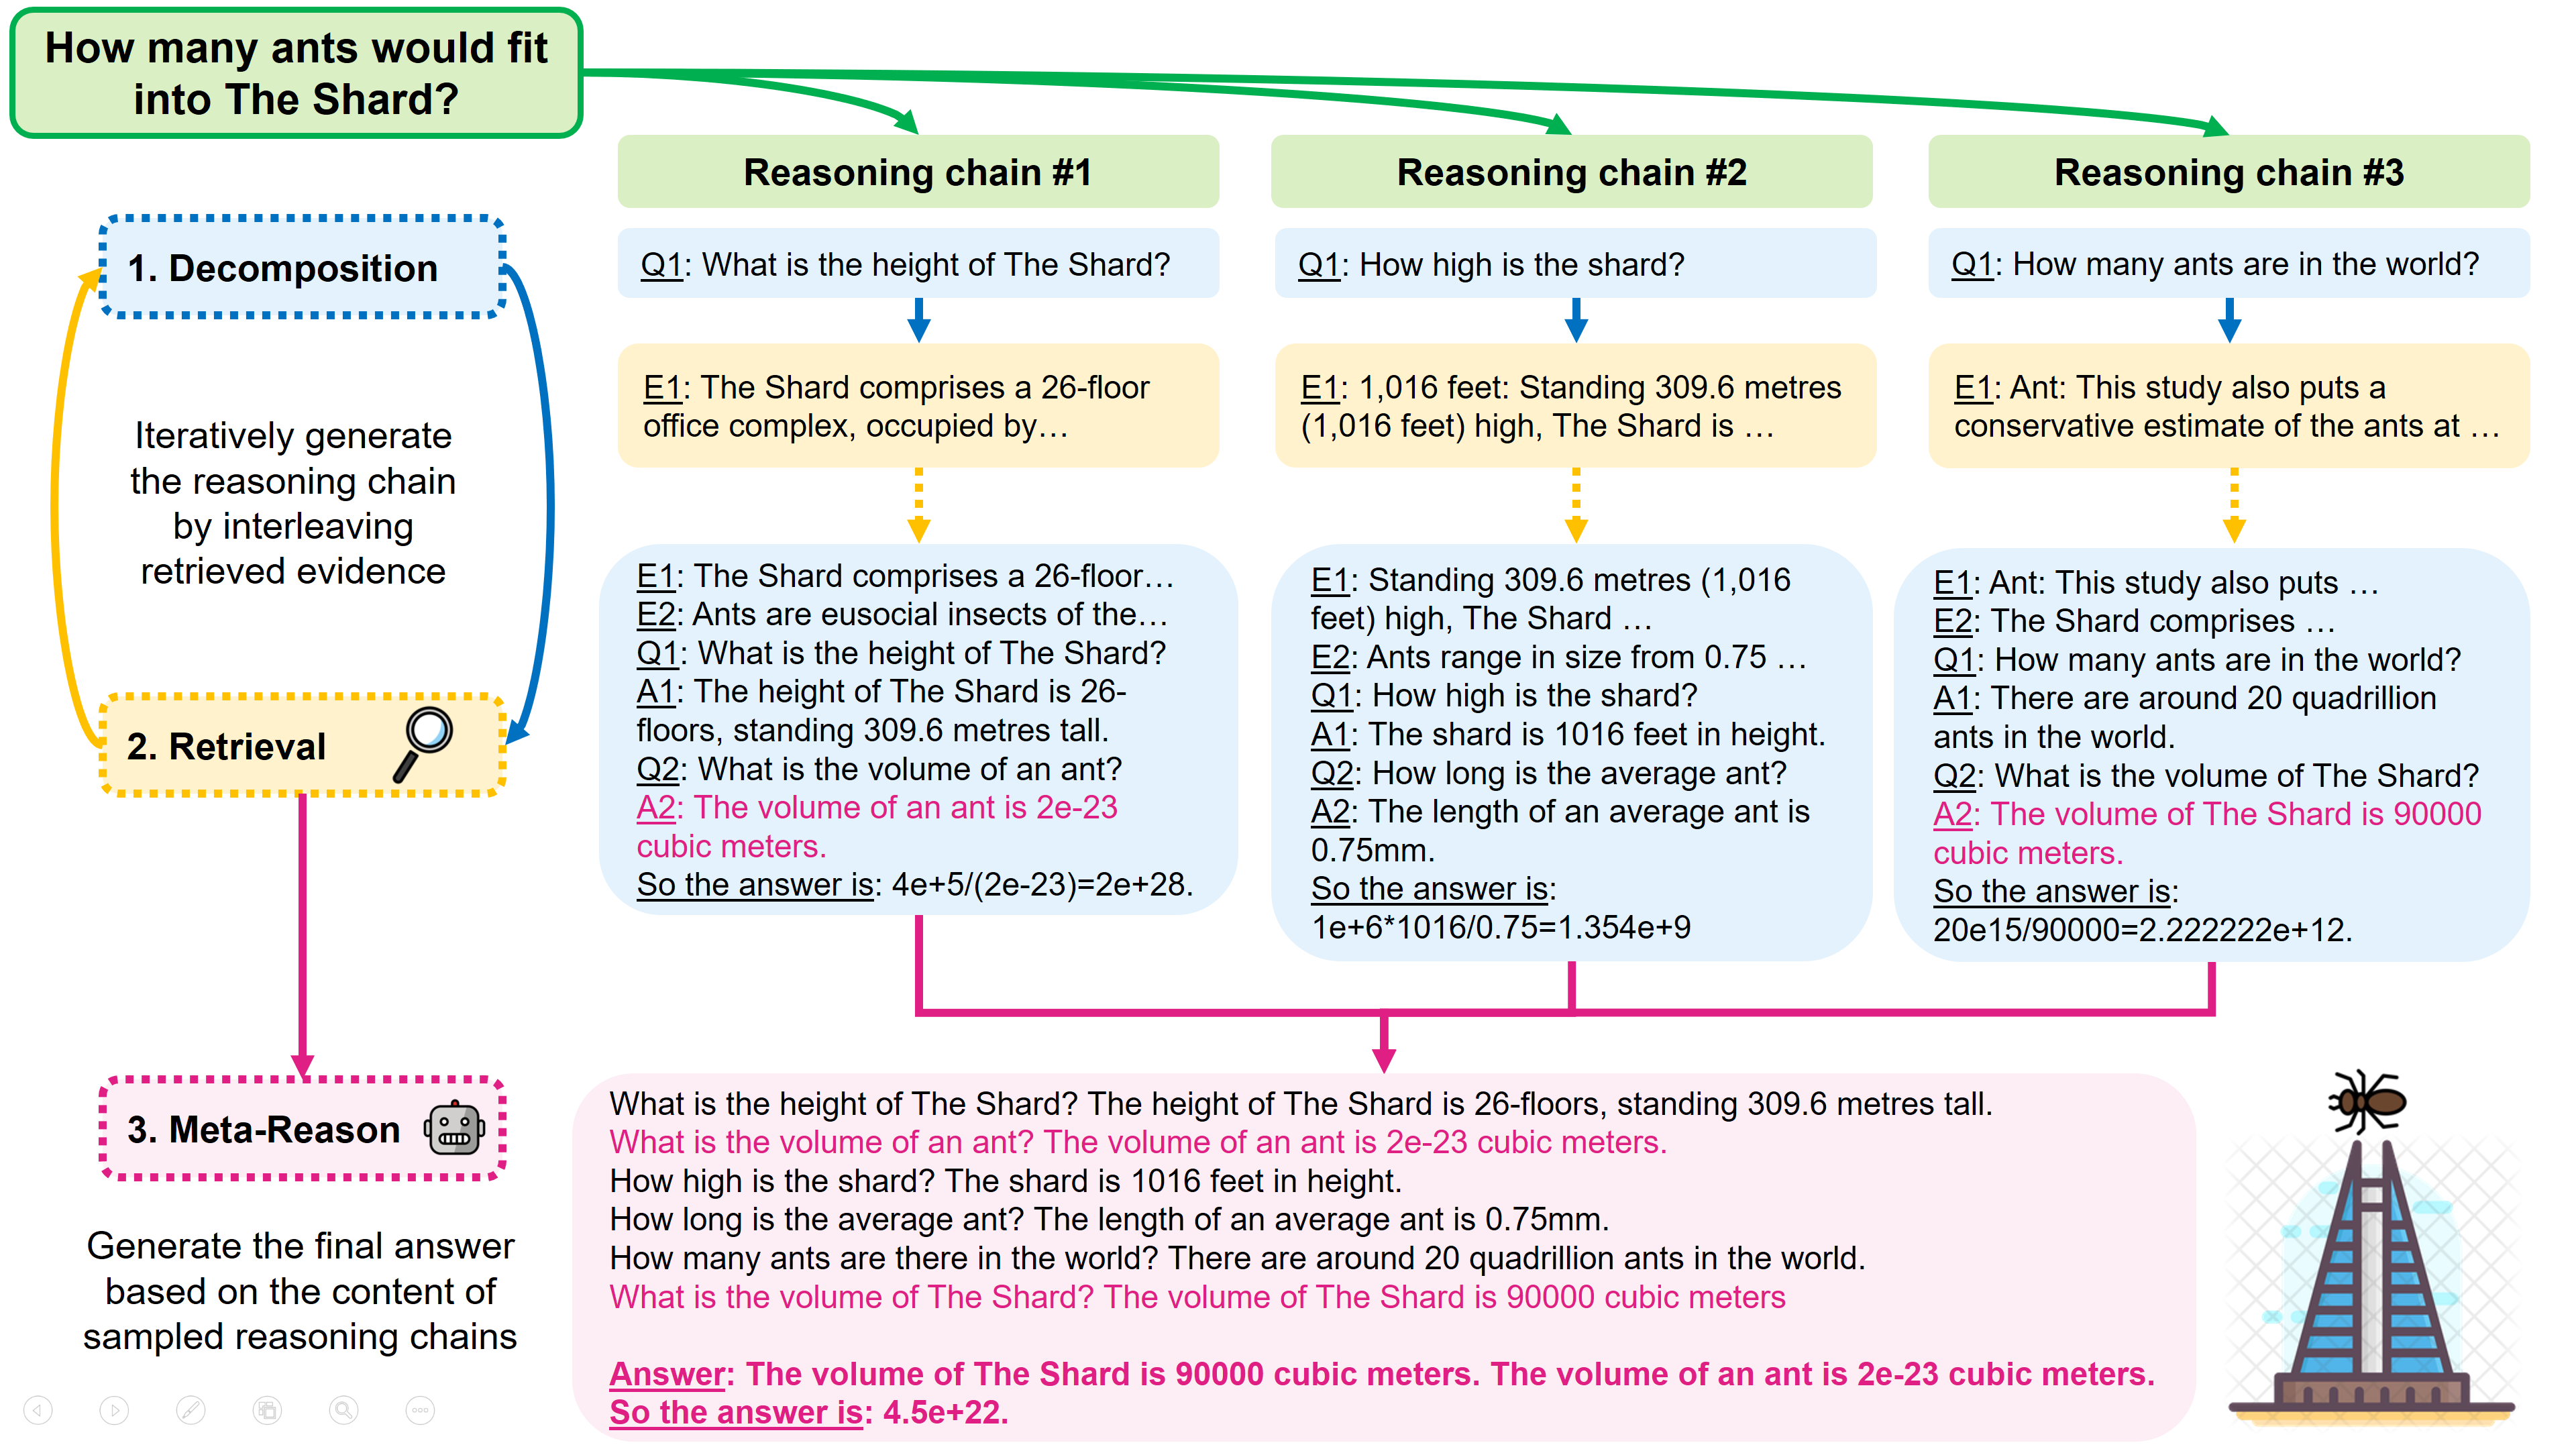 How many ants would fit
into The Shard?
Reasoning chain #1
Reasoning chain #2
Reasoning chain #3
1. Decomposition
Iteratively generate
the reasoning chain
by interleaving
retrieved evidence
2. Retrieval
3. Meta-Reason
Generate the final answer
based on the content of
sampled reasoning chains
Q1: What is the height of The Shard?
E1: The Shard comprises a 26-floor
office complex, occupied by…
E1: The Shard comprises a 26-floor…
E2: Ants are eusocial insects of the…
Q1: What is the height of The Shard?
A1: The height of The Shard is 26-
floors, standing 309.6 metres tall.
Q2: What is the volume of an ant?
A2: The volume of an ant is 2e-23
cubic meters.
So the answer is: 4e+5/(2e-23)=2e+28.
Q1: How high is the shard?
E1: 1,016 feet: Standing 309.6 metres
(1,016 feet) high, The Shard is …
E1: Standing 309.6 metres (1,016
feet) high, The Shard …
E2: Ants range in size from 0.75 …
Q1: How high is the shard?
A1: The shard is 1016 feet in height.
Q2: How long is the average ant?
A2: The length of an average ant is
0.75mm.
So the answer is:
1e+6*1016/0.75=1.354e+9
Q1: How many ants are in the world?
E1: Ant: This study also puts a
conservative estimate of the ants at …
E1: Ant: This study also puts …
E2: The Shard comprises …
Q1: How many ants are in the world?
A1: There are around 20 quadrillion
ants in the world.
Q2: What is the volume of The Shard?
A2: The volume of The Shard is 90000
cubic meters.
So the answer is:
20e15/90000=2.222222e+12.
What is the height of The Shard? The height of The Shard is 26-floors, standing 309.6 metres tall.
What is the volume of an ant? The volume of an ant is 2e-23 cubic meters.
How high is the shard? The shard is 1016 feet in height.
How long is the average ant? The length of an average ant is 0.75mm.
How many ants are there in the world? There are around 20 quadrillion ants in the world.
What is the volume of The Shard? The volume of The Shard is 90000 cubic meters
Answer: The volume of The Shard is 90000 cubic meters. The volume of an ant is 2e-23 cubic meters.
So the answer is: 4.5e+22.